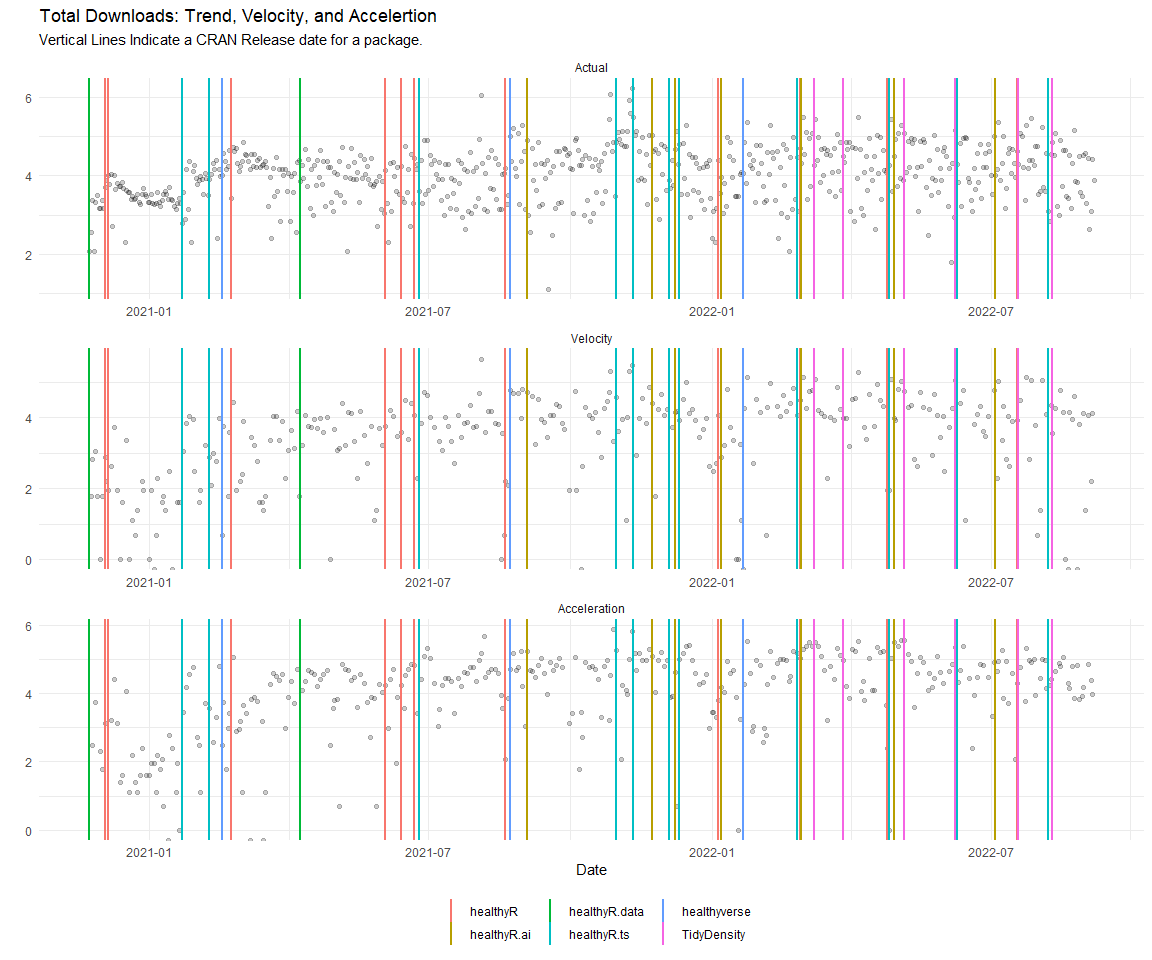 Total Downloads: Trend, Velocity, and Accelertion
Vertical Lines Indicate a CRAN Release date for a package.
Actual
6
4
2
2021-01 2021-07 2022-01 2022-07
Velocity
4
2
0
2021-01 2021-07 2022-01 2022-07
Acceleration
6
4
2
0
2021-01 2021-07 2022-01 2022-07
Date
healthyR healthyR.data healthyverse
healthyR.ai healthyR.ts TidyDensity